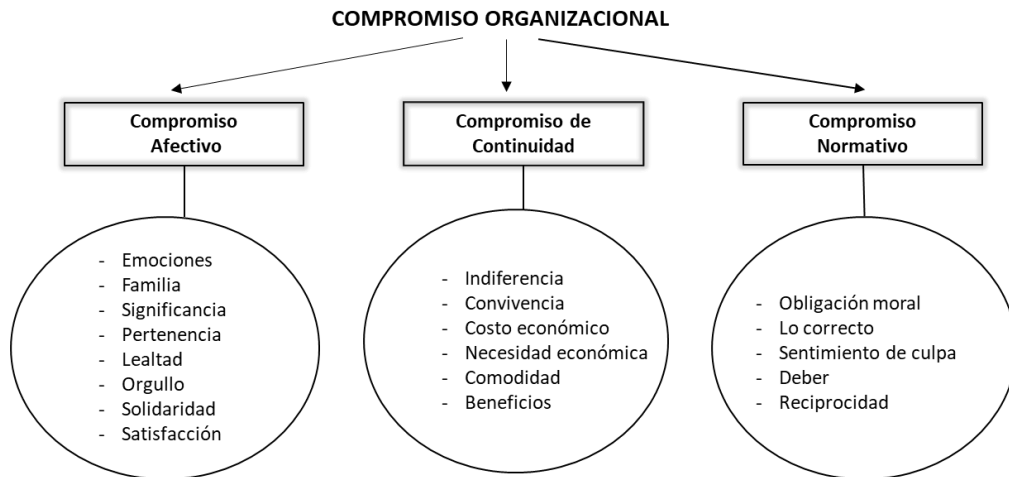 COMPROMISO ORGANIZACIONAL
Compromiso
Afectivo
Compromiso de
Continuidad
Compromiso
Normativo
- Emociones
- Familia
- Significancia
- Pertenencia
- Lealtad
- Orgullo
- Solidaridad
- Satisfacción
- Indiferencia
- Convivencia
- Costo económico
- Necesidad económica
- Comodidad
- Beneficios
- Obligación moral
- Lo correcto
- Sentimiento de culpa
- Deber
- Reciprocidad